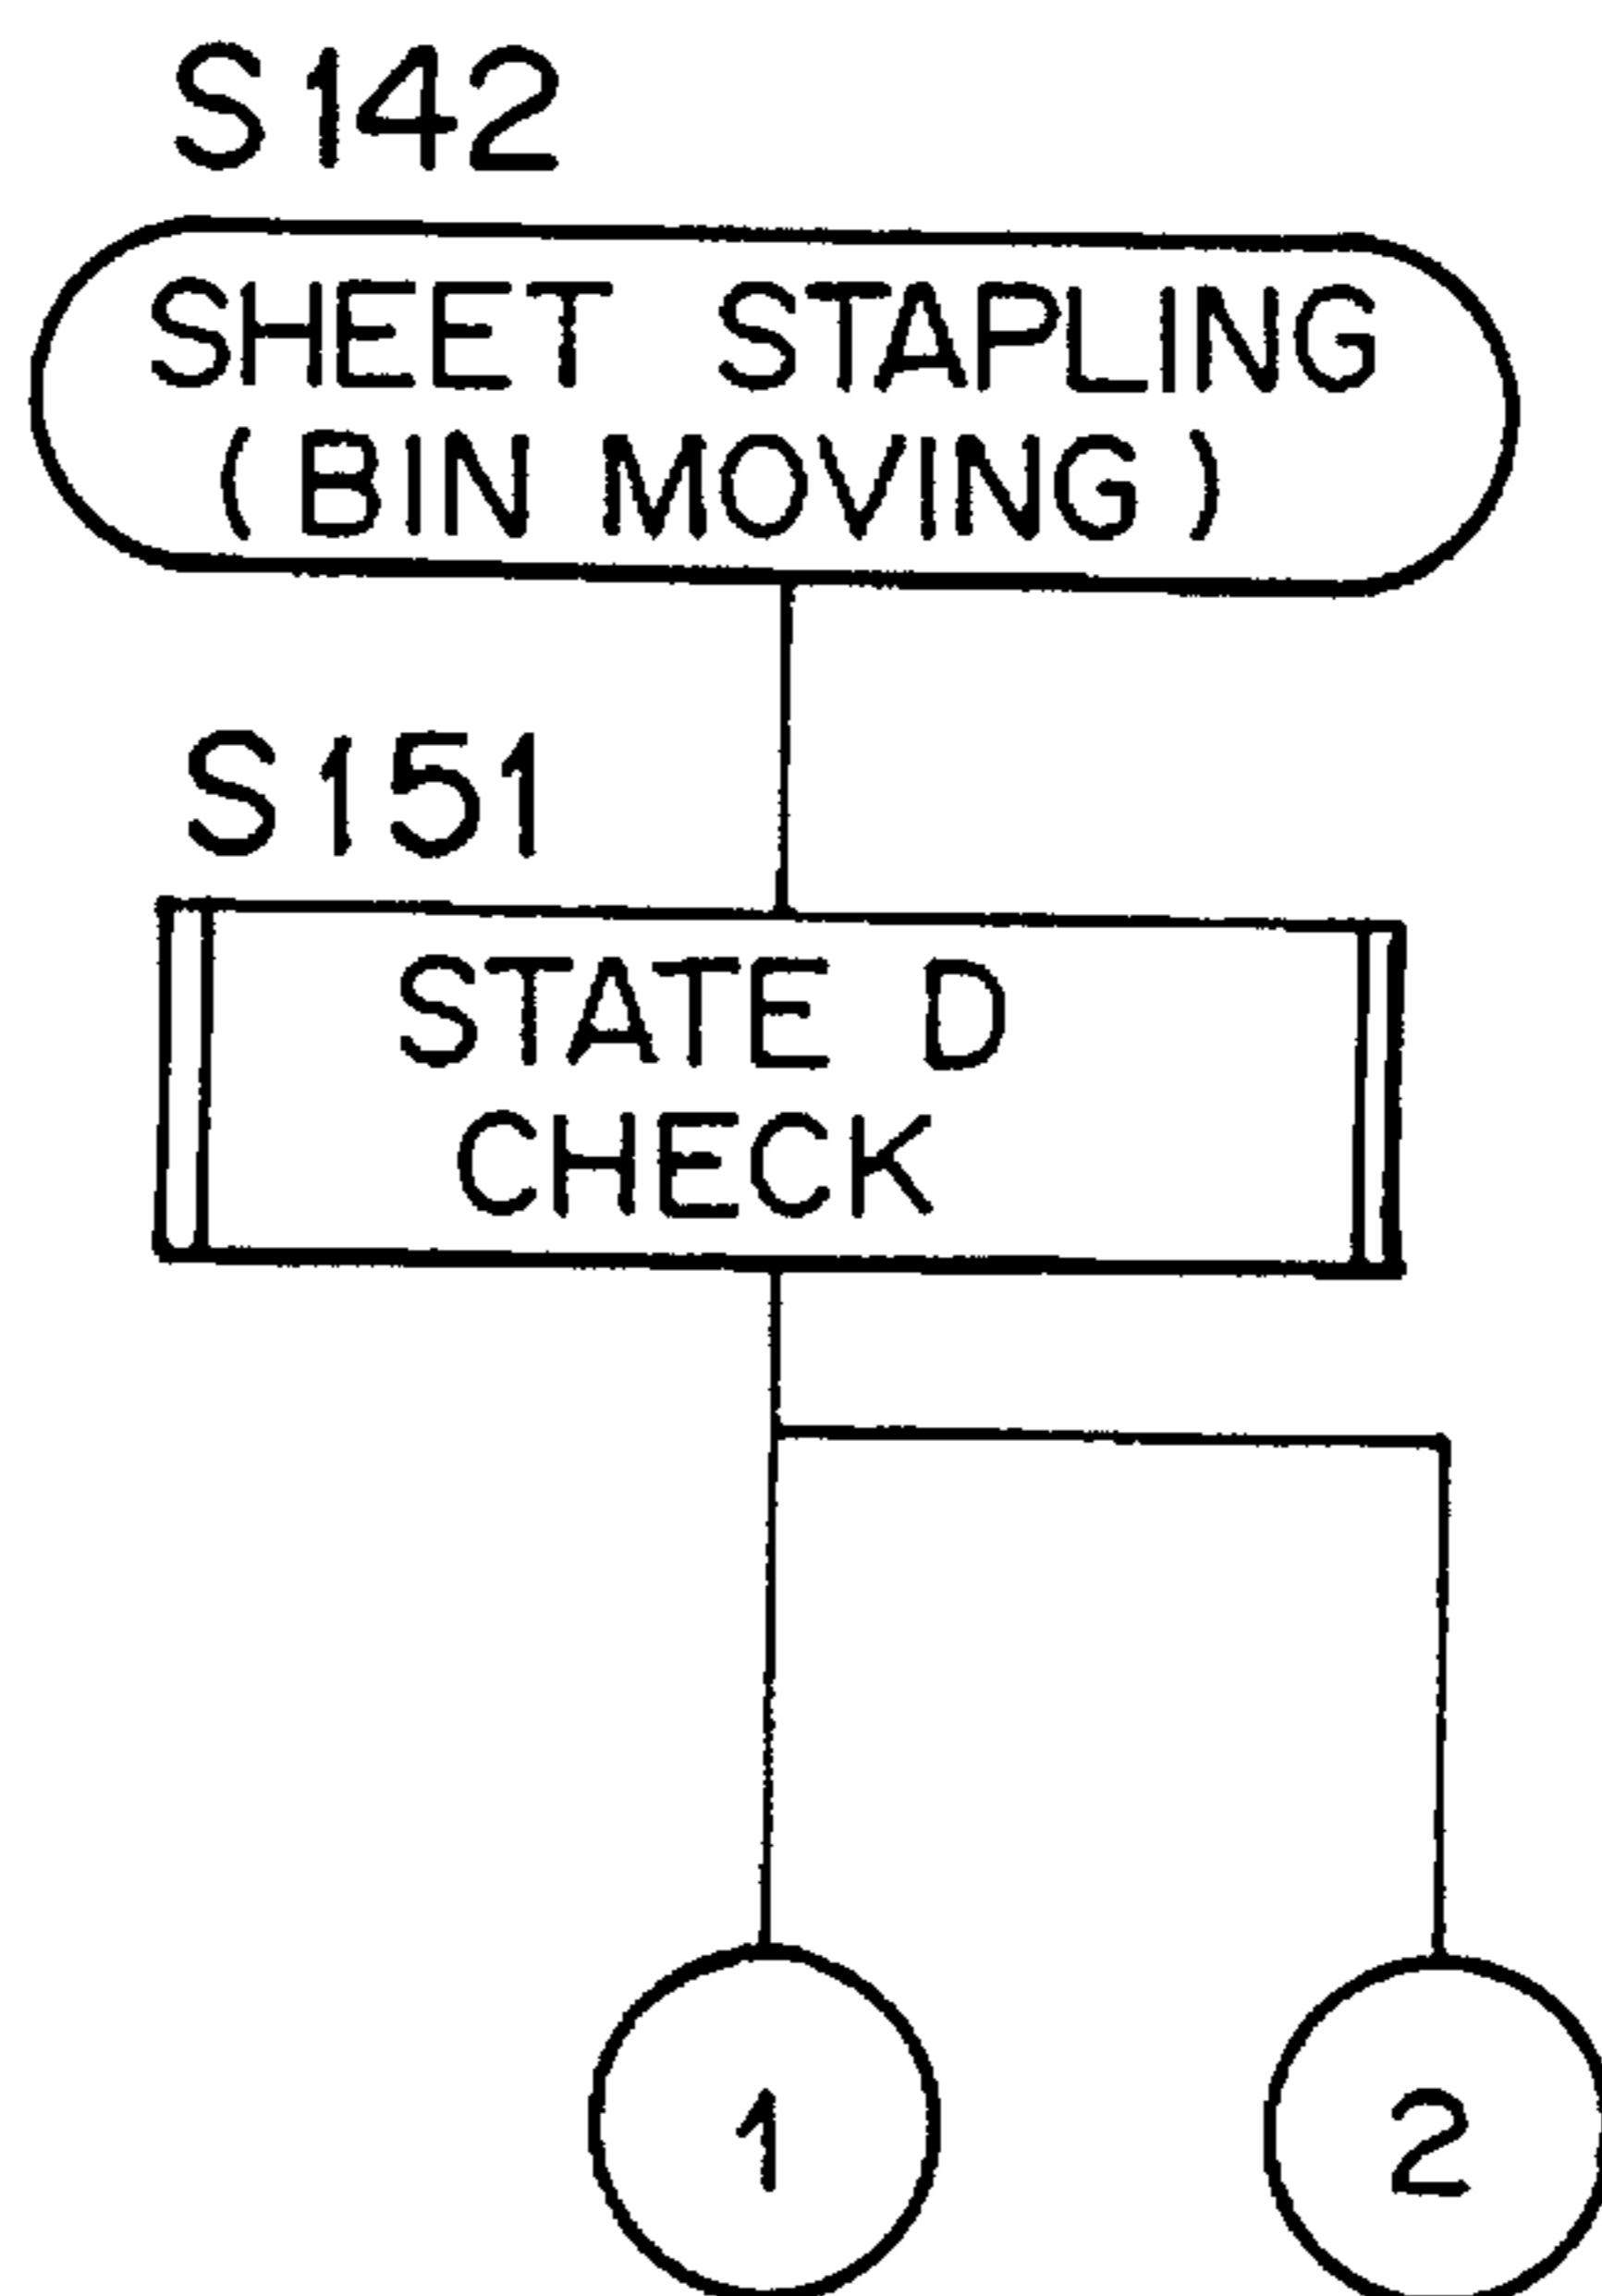 S142
SHEET STAPLING
(BIN MOVING)
S151
STATE D
CHECK
1
2